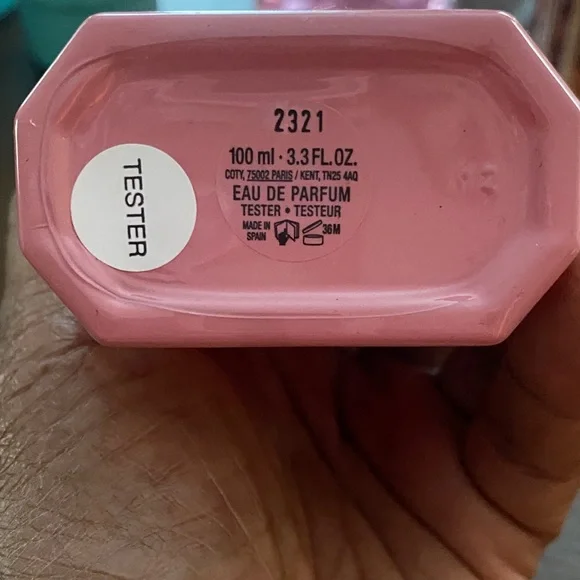 2321
100 ml · 3.3 FL.OZ.
COTY, 75002 PARIS / KENT, TN25 4AQ
EAU DE PARFUM
TESTER • TESTEUR
MADE IN
SPAIN
36M
TESTER